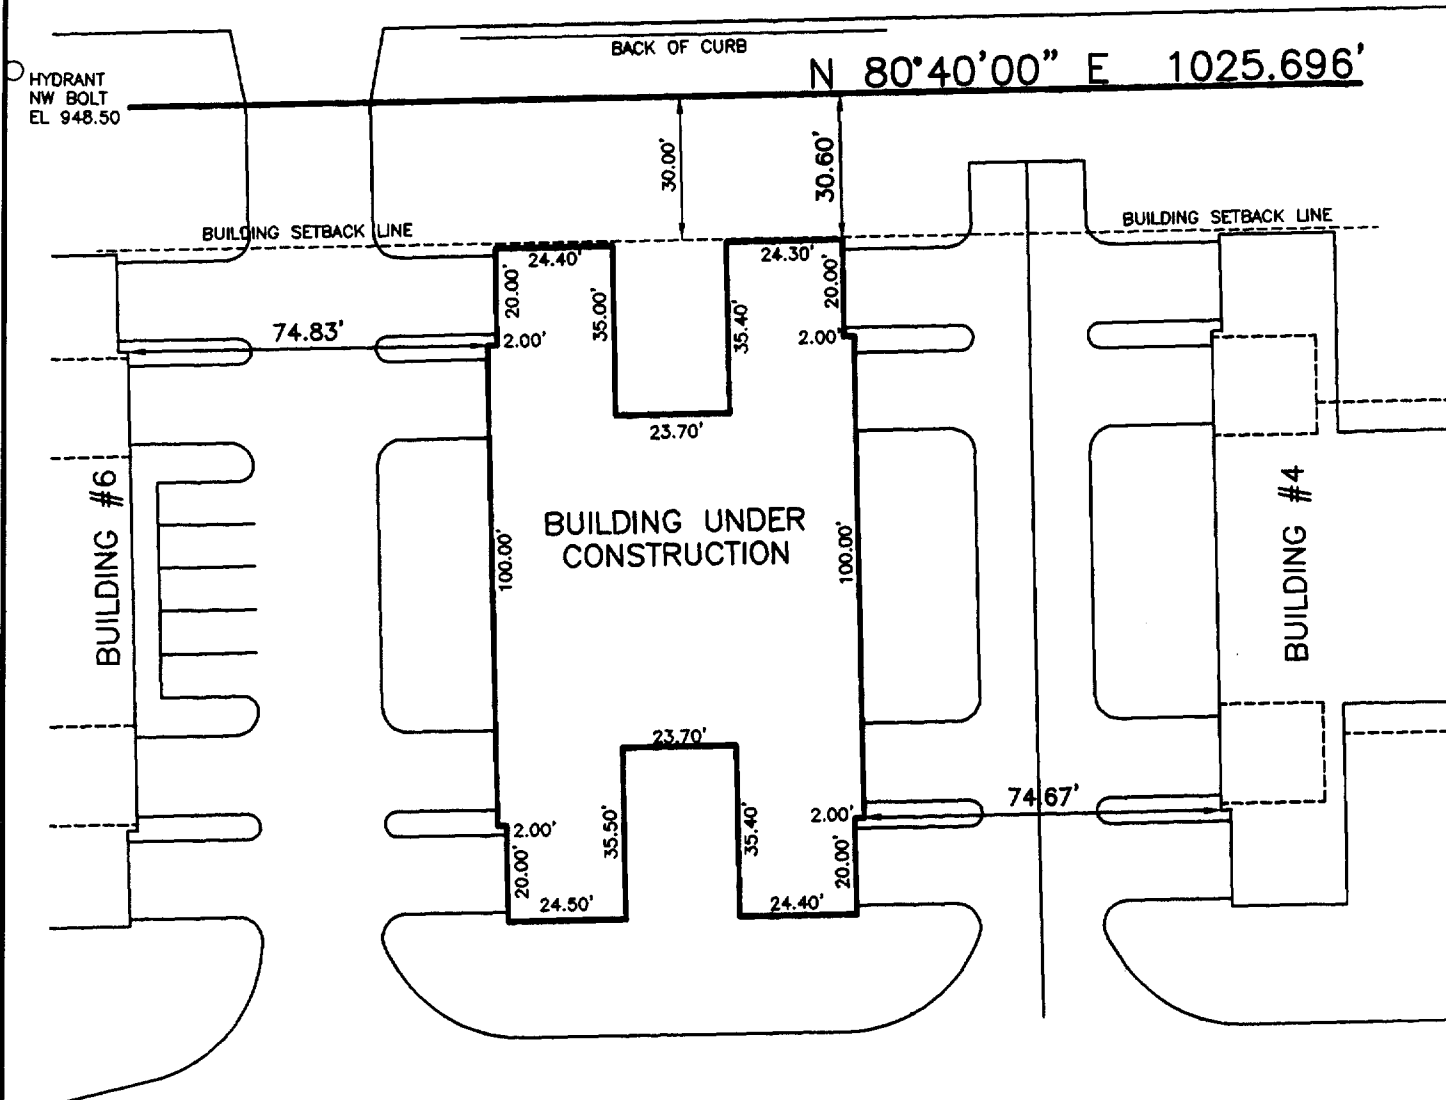 BACK OF CURB
N 80°40'00" E 1025.696'
HYDRANT
NW BOLT
EL 948.50
30.00'
30.60'
BUILDING SETBACK LINE
BUILDING SETBACK LINE
24.40'
24.30'
20.00'
35.00'
35.40'
20.00'
74.83'
2.00'
2.00'
23.70'
BUILDING #6
100.00'
BUILDING UNDER
CONSTRUCTION
100.00'
BUILDING #4
23.70'
74.67'
2.00'
35.50'
35.40'
2.00'
20.00'
20.00'
24.50'
24.40'